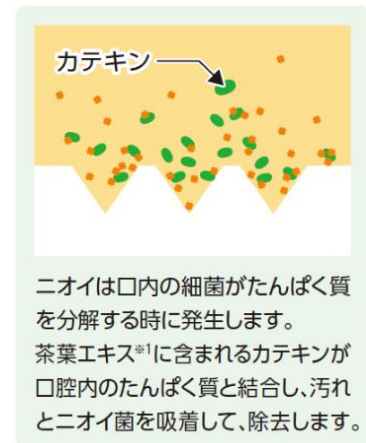 カテキン
ニオイは口内の細菌がたんぱく質
を分解する時に発生します。
茶葉エキス※1に含まれるカテキンが
口腔内のたんぱく質と結合し、汚れ
とニオイ菌を吸着して、除去します。